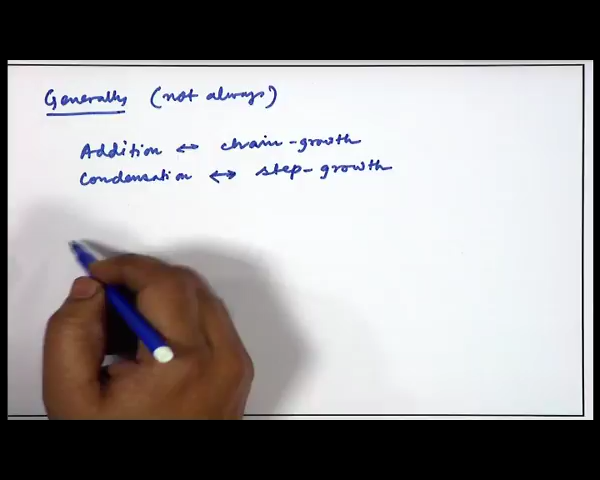 Generally (not always)
Addition ↔ chain-growth
Condensation ↔ step-growth